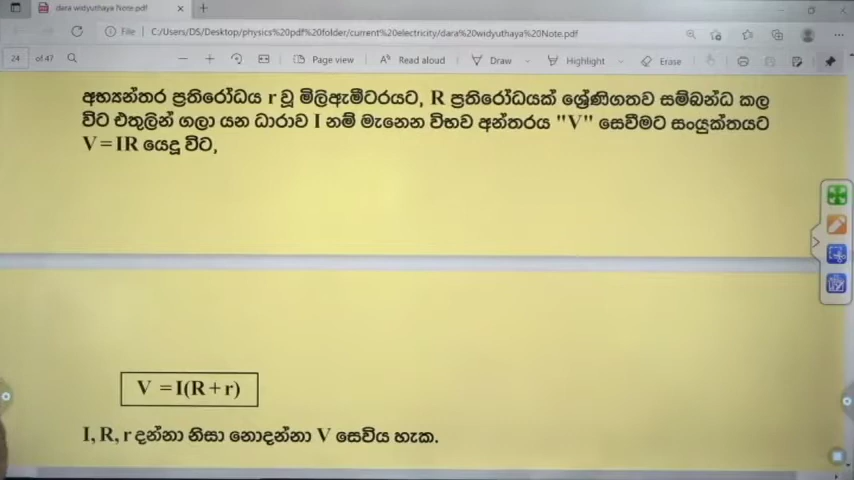 dara widyuthaya Note.pdf
File
C:/Users/DS/Desktop/physics%20pdf%20folder/current%20electricity/dara%20widyuthaya%20Note.pdf
24 of 47
Page view
Read aloud
Draw
Highlight
Erase
අභ්‍යන්තර ප්‍රතිරෝධය r වූ මිලිඇමීටරයට, R ප්‍රතිරෝධයක් ශ්‍රේණිගතව සම්බන්ධ කල
විට එතුලින් ගලා යන ධාරාව I නම් මැනෙන විභව අන්තරය "V" සෙවීමට සංයුක්තයට
V = IR යෙදූ විට,
V = I(R + r)
I, R, r දන්නා නිසා නොදන්නා V සෙවිය හැක.